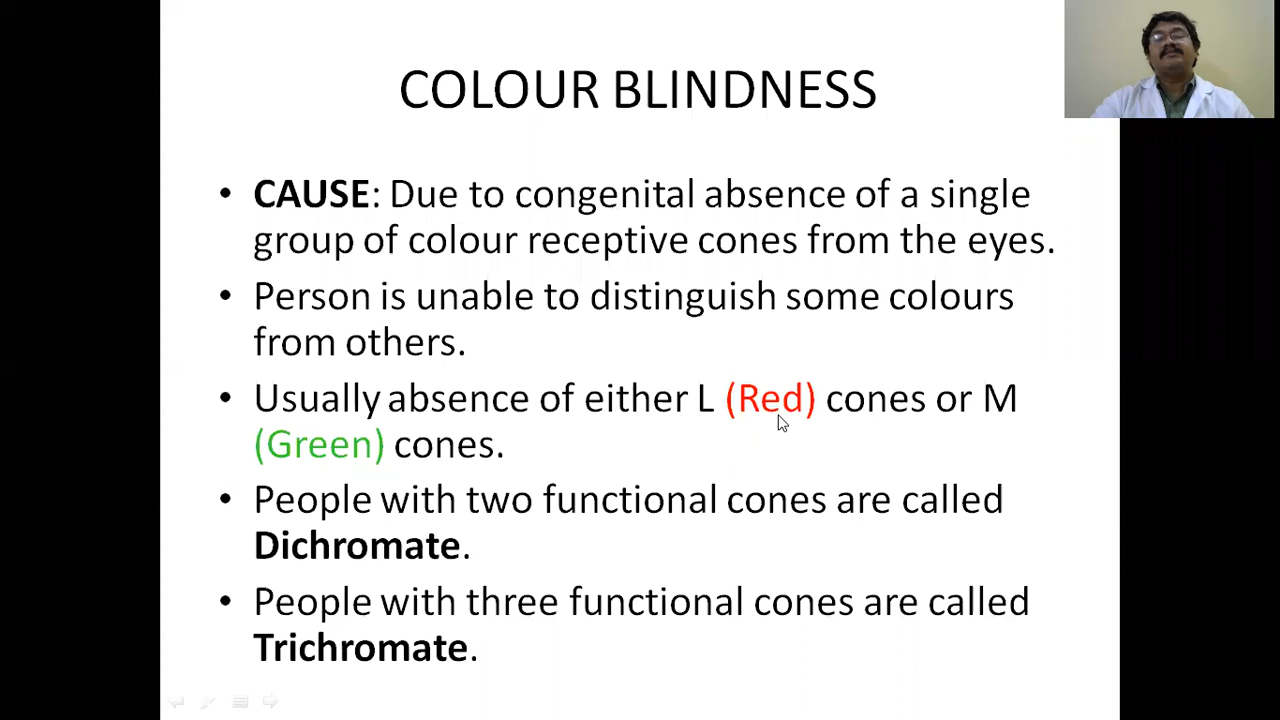 COLOUR BLINDNESS
• CAUSE: Due to congenital absence of a single
group of colour receptive cones from the eyes.
• Person is unable to distinguish some colours
from others.
• Usually absence of either L (Red) cones or M
(Green) cones.
• People with two functional cones are called
Dichromate.
• People with three functional cones are called
Trichromate.